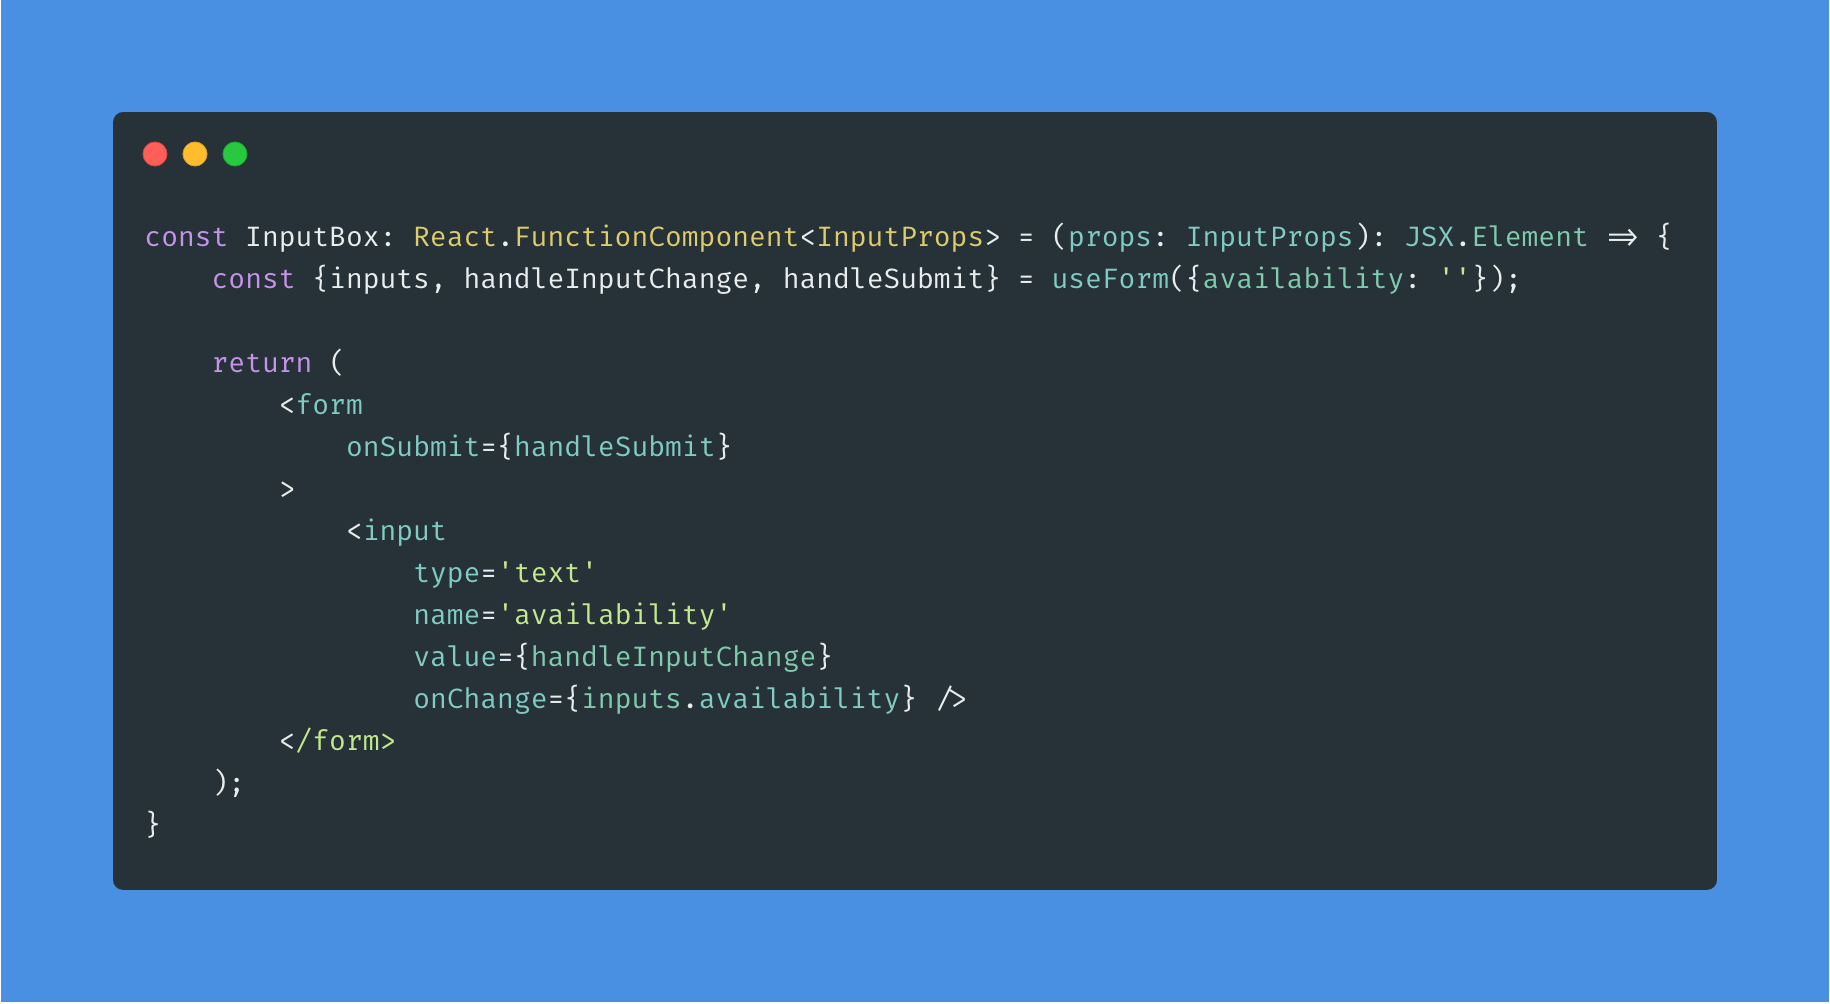 const InputBox: React.FunctionComponent<InputProps> = (props: InputProps): JSX.Element => {
    const {inputs, handleInputChange, handleSubmit} = useForm({availability: ''});

    return (
        <form
            onSubmit={handleSubmit}
        >
            <input
                type='text'
                name='availability'
                value={handleInputChange}
                onChange={inputs.availability} />
        </form>
    );
}